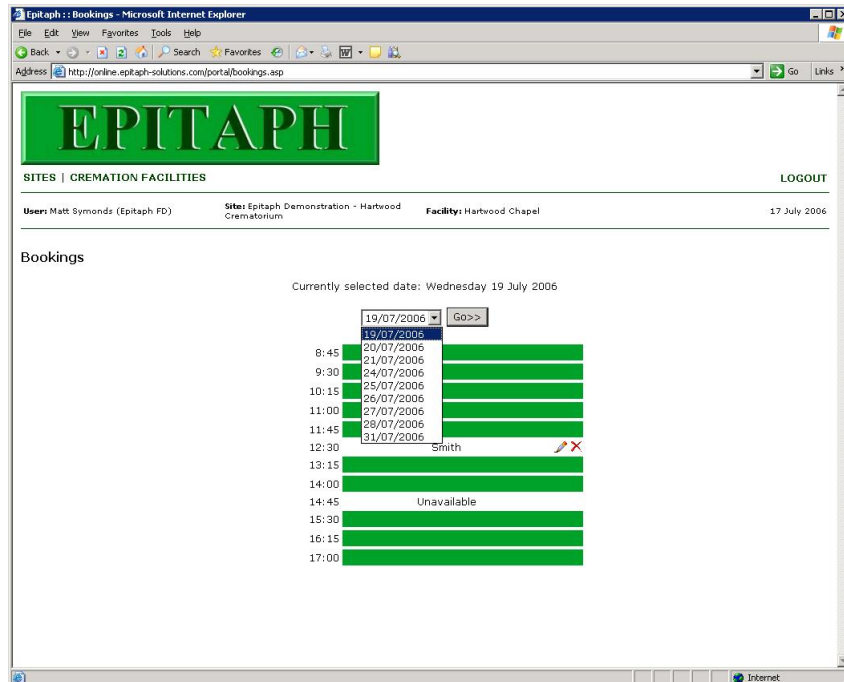 Epitaph : : Bookings - Microsoft Internet Explorer
File Edit View Favorites Tools Help
Back Search Favorites
Address http://online.epitaph-solutions.com/portal/bookings.asp Go Links »
EPITAPH
SITES | CREMATION FACILITIES LOGOUT
User: Matt Symonds (Epitaph FD) Site: Epitaph Demonstration - Hartwood Crematorium Facility: Hartwood Chapel 17 July 2006
Bookings
Currently selected date: Wednesday 19 July 2006
19/07/2006 Go>>
19/07/2006
20/07/2006
21/07/2006
24/07/2006
25/07/2006
26/07/2006
27/07/2006
28/07/2006
31/07/2006
8:45
9:30
10:15
11:00
11:45
12:30 Smith
13:15
14:00
14:45 Unavailable
15:30
16:15
17:00
Internet